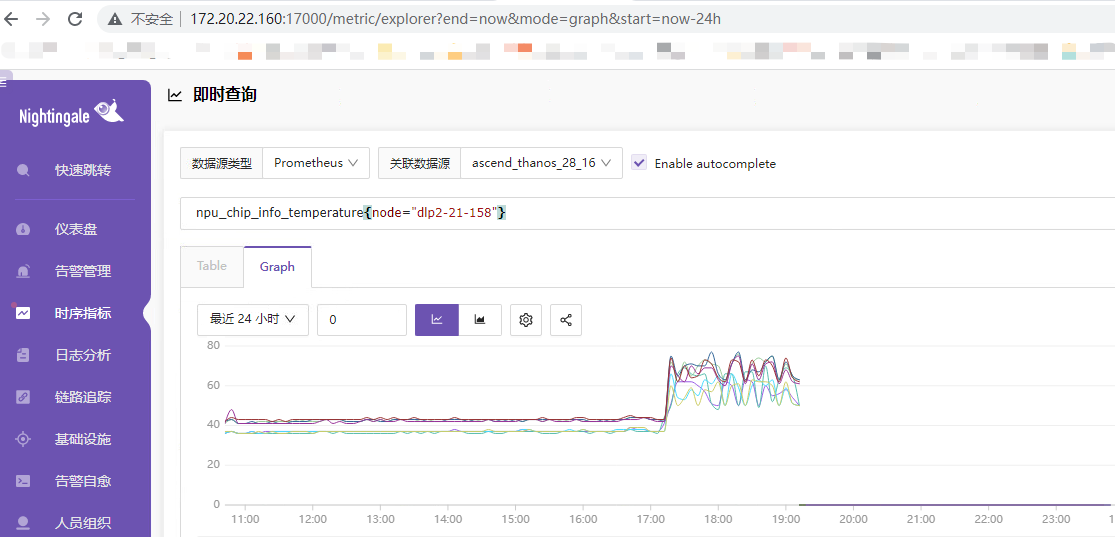 不安全 172.20.22.160:17000/metric/explorer?end=now&mode=graph&start=now-24h
Nightingale
快速跳转
仪表盘
告警管理
时序指标
日志分析
链路追踪
基础设施
告警自愈
人员组织
即时查询
数据源类型 Prometheus 关联数据源 ascend_thanos_28_16 Enable autocomplete
npu_chip_info_temperature{node="dlp2-21-158"}
Table Graph
最近 24 小时 0
80
60
40
20
0
11:00 12:00 13:00 14:00 15:00 16:00 17:00 18:00 19:00 20:00 21:00 22:00 23:00